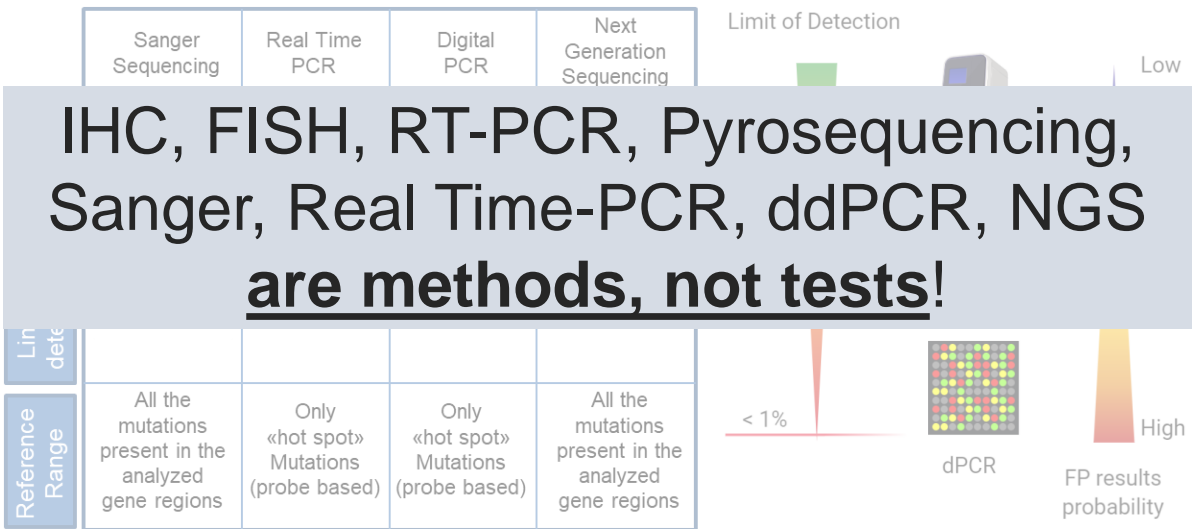 Sanger
Sequencing
Real Time
PCR
Digital
PCR
Next
Generation
Sequencing
Limit of Detection
Low
IHC, FISH, RT-PCR, Pyrosequencing,
Sanger, Real Time-PCR, ddPCR, NGS
are methods, not tests!
Reference
Range
All the
mutations
present in the
analyzed
gene regions
Only
«hot spot»
Mutations
(probe based)
Only
«hot spot»
Mutations
(probe based)
All the
mutations
present in the
analyzed
gene regions
< 1%
dPCR
High
FP results
probability